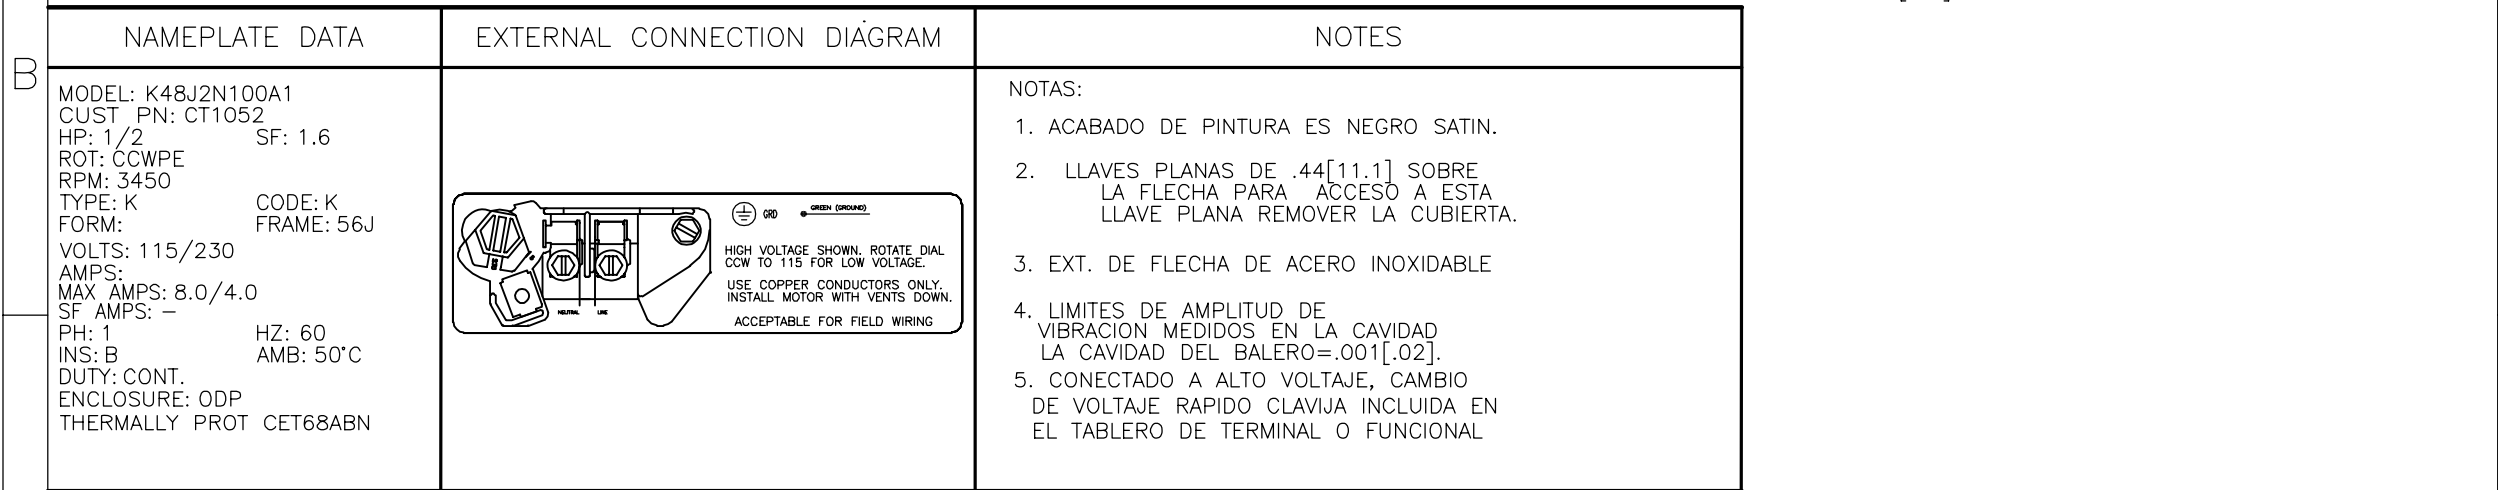 NAMEPLATE DATA
EXTERNAL CONNECTION DIAGRAM
NOTES
B
MODEL: K48J2N100A1
CUST PN: CT1052
HP: 1/2 SF: 1.6
ROT: CCWPE
RPM: 3450
TYPE: K CODE: K
FORM: FRAME: 56J
VOLTS: 115/230
AMPS:
MAX AMPS: 8.0/4.0
SF AMPS: –
PH: 1 HZ: 60
INS: B AMB: 50°C
DUTY: CONT.
ENCLOSURE: ODP
THERMALLY PROT CET68ABN
GRD
GREEN (GROUND)
HIGH VOLTAGE SHOWN. ROTATE DIAL
CCW TO 115 FOR LOW VOLTAGE.
USE COPPER CONDUCTORS ONLY.
INSTALL MOTOR WITH VENTS DOWN.
ACCEPTABLE FOR FIELD WIRING
NEUTRAL LINE
NOTAS:
1. ACABADO DE PINTURA ES NEGRO SATIN.
2. LLAVES PLANAS DE .44[11.1] SOBRE
LA FLECHA PARA ACCESO A ESTA
LLAVE PLANA REMOVER LA CUBIERTA.
3. EXT. DE FLECHA DE ACERO INOXIDABLE
4. LIMITES DE AMPLITUD DE
VIBRACION MEDIDOS EN LA CAVIDAD
LA CAVIDAD DEL BALERO=.001[.02].
5. CONECTADO A ALTO VOLTAJE, CAMBIO
DE VOLTAJE RAPIDO CLAVIJA INCLUIDA EN
EL TABLERO DE TERMINAL O FUNCIONAL